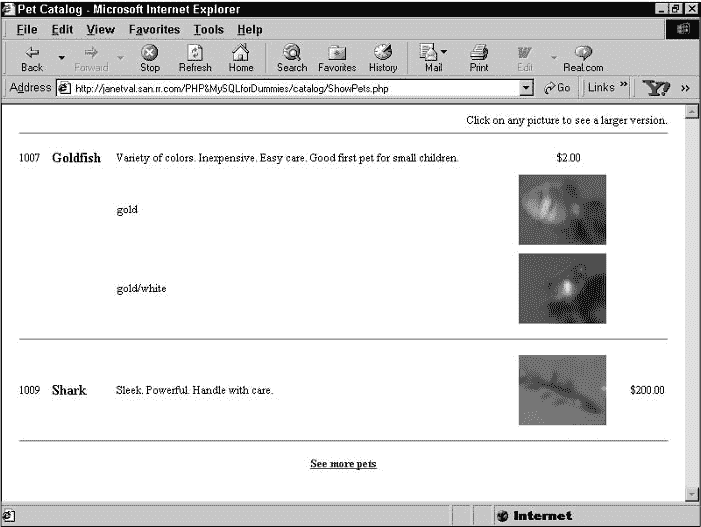 Pet Catalog - Microsoft Internet Explorer
File Edit View Favorites Tools Help
Back Forward Stop Refresh Home Search Favorites History Mail Print Edit Real.com
Address http://janetval.san.rr.com/PHP&MySQLforDummies/catalog/ShowPets.php Go Links » Y! »
Click on any picture to see a larger version.
1007 Goldfish Variety of colors. Inexpensive. Easy care. Good first pet for small children. $2.00
gold
gold/white
1009 Shark Sleek. Powerful. Handle with care. $200.00
See more pets
Internet